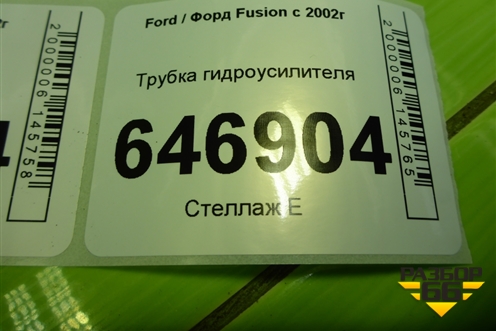 Ford / Форд Fusion с 2002г
Трубка гидроусилителя
646904
Стеллаж Е
2000006145765
2000006145758
РАЗБОР
66